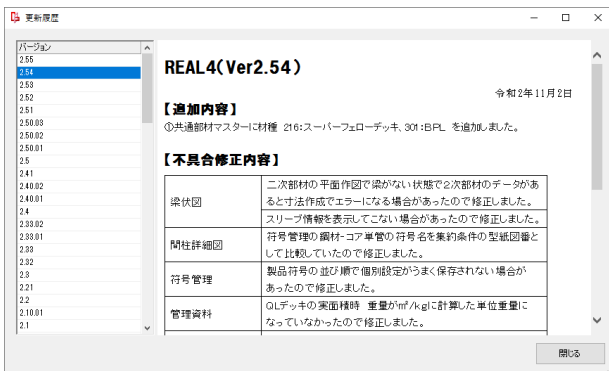 更新履歴
バージョン
2.55
2.54
2.53
2.52
2.51
2.50.03
2.50.02
2.50.01
2.5
2.41
2.40.02
2.40.01
2.4
2.33.02
2.33.01
2.33
2.32
2.3
2.21
2.2
2.10.01
2.1
REAL4(Ver2.54)
令和2年11月2日
【追加内容】
①共通部材マスターに材種 216:スーパーフェローデッキ、301:BPL を追加しました。
【不具合修正内容】
梁伏図
二次部材の平面作図で梁がない状態で2次部材のデータがあ
ると寸法作成でエラーになる場合があったので修正しました。
スリーブ情報を表示してこない場合があったので修正しました。
間柱詳細図
符号管理の鋼材-コア単管の符号名を集約条件の型紙図番と
して比較していたので修正しました。
符号管理
製品符号の並び順で個別設定がうまく保存されない場合が
あったので修正しました。
管理資料
QLデッキの実面積時 重量が㎡/kgに計算した単位重量に
なっていなかったので修正しました。
閉じる